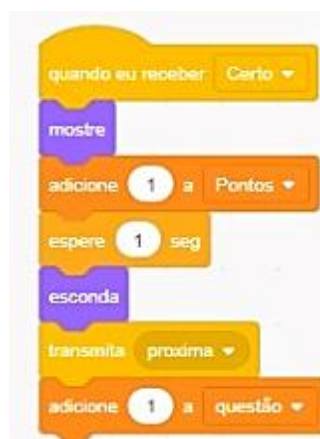 quando eu receber Certo
mostre
adicione 1 a Pontos
espere 1 seg
esconda
transmita proxima
adicione 1 a questão